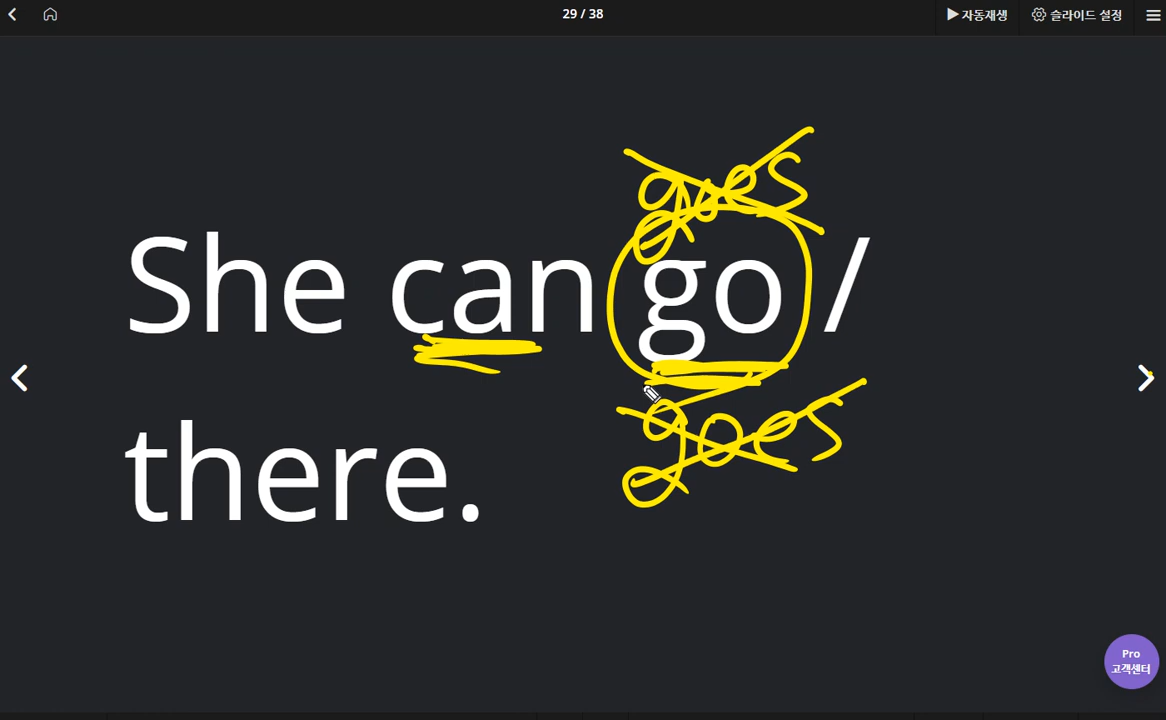 29 / 38
▶ 자동재생
슬라이드 설정
goes
She can go /
goes
there.
Pro
고객센터